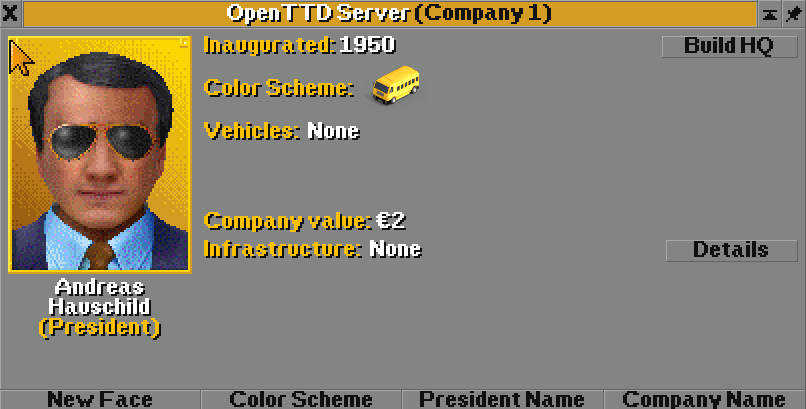 OpenTTD Server (Company 1)
Inaugurated: 1950
Build HQ
Color Scheme:
Vehicles: None
Company value: €2
Infrastructure: None
Details
Andreas
Hauschild
(President)
New Face
Color Scheme
President Name
Company Name